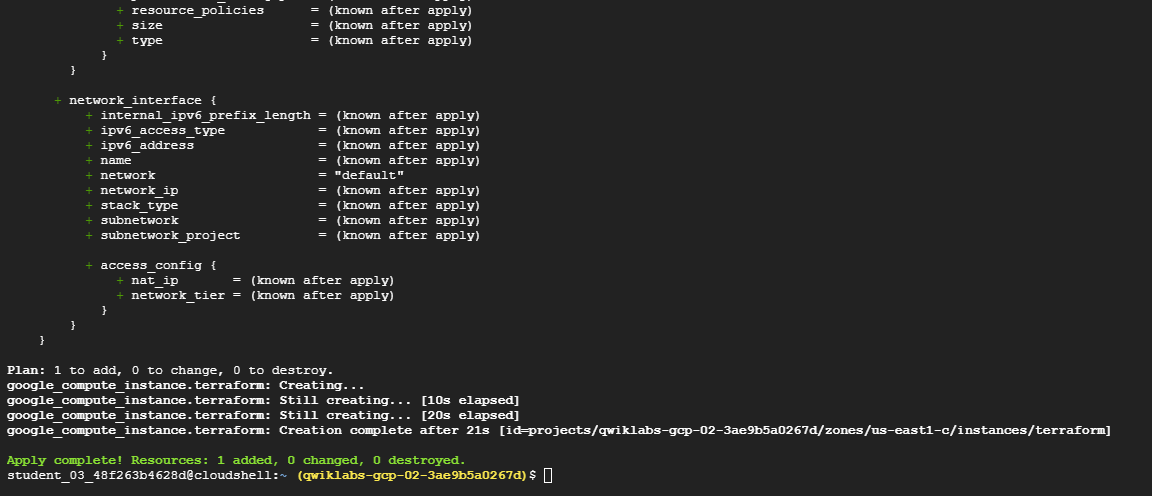 + resource_policies      = (known after apply)
+ size                   = (known after apply)
+ type                   = (known after apply)
}
}
+ network_interface {
+ internal_ipv6_prefix_length = (known after apply)
+ ipv6_access_type            = (known after apply)
+ ipv6_address                = (known after apply)
+ name                        = (known after apply)
+ network                     = "default"
+ network_ip                  = (known after apply)
+ stack_type                  = (known after apply)
+ subnetwork                  = (known after apply)
+ subnetwork_project          = (known after apply)
+ access_config {
+ nat_ip       = (known after apply)
+ network_tier = (known after apply)
}
}
}
Plan: 1 to add, 0 to change, 0 to destroy.
google_compute_instance.terraform: Creating...
google_compute_instance.terraform: Still creating... [10s elapsed]
google_compute_instance.terraform: Still creating... [20s elapsed]
google_compute_instance.terraform: Creation complete after 21s [id=projects/qwiklabs-gcp-02-3ae9b5a0267d/zones/us-east1-c/instances/terraform]
Apply complete! Resources: 1 added, 0 changed, 0 destroyed.
student_03_48f263b4628d@cloudshell:~ (qwiklabs-gcp-02-3ae9b5a0267d)$